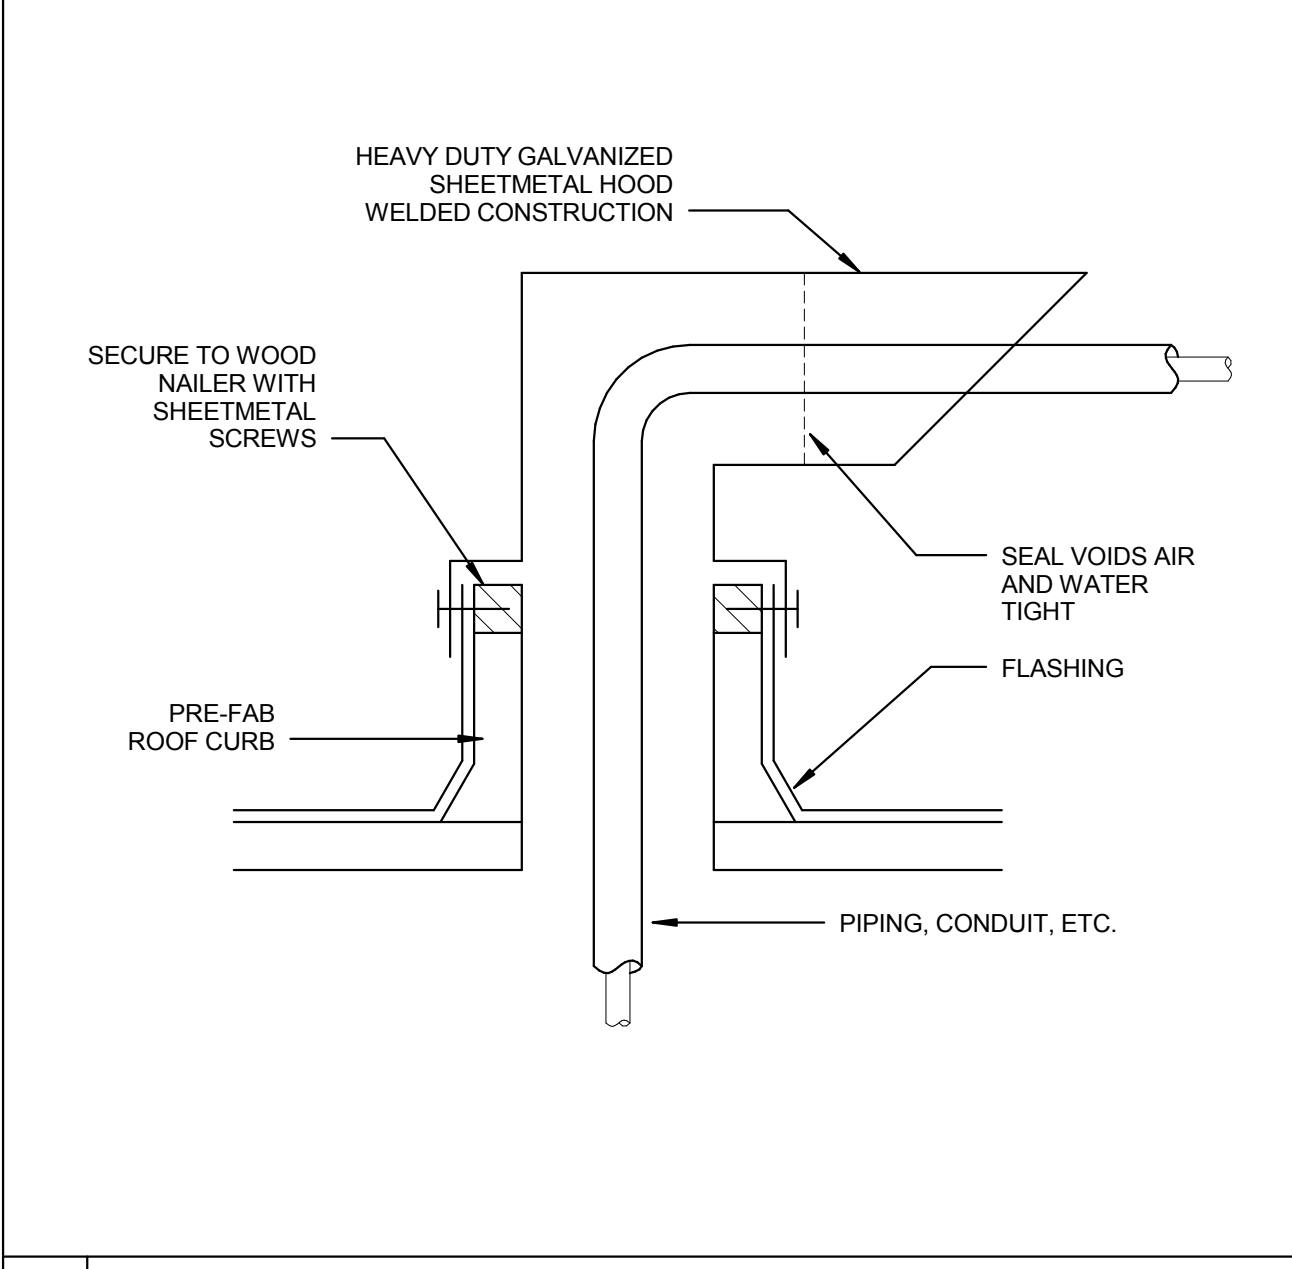 HEAVY DUTY GALVANIZED
SHEETMETAL HOOD
WELDED CONSTRUCTION
SECURE TO WOOD
NAILER WITH
SHEETMETAL
SCREWS
SEAL VOIDS AIR
AND WATER
TIGHT
FLASHING
PRE-FAB
ROOF CURB
PIPING, CONDUIT, ETC.